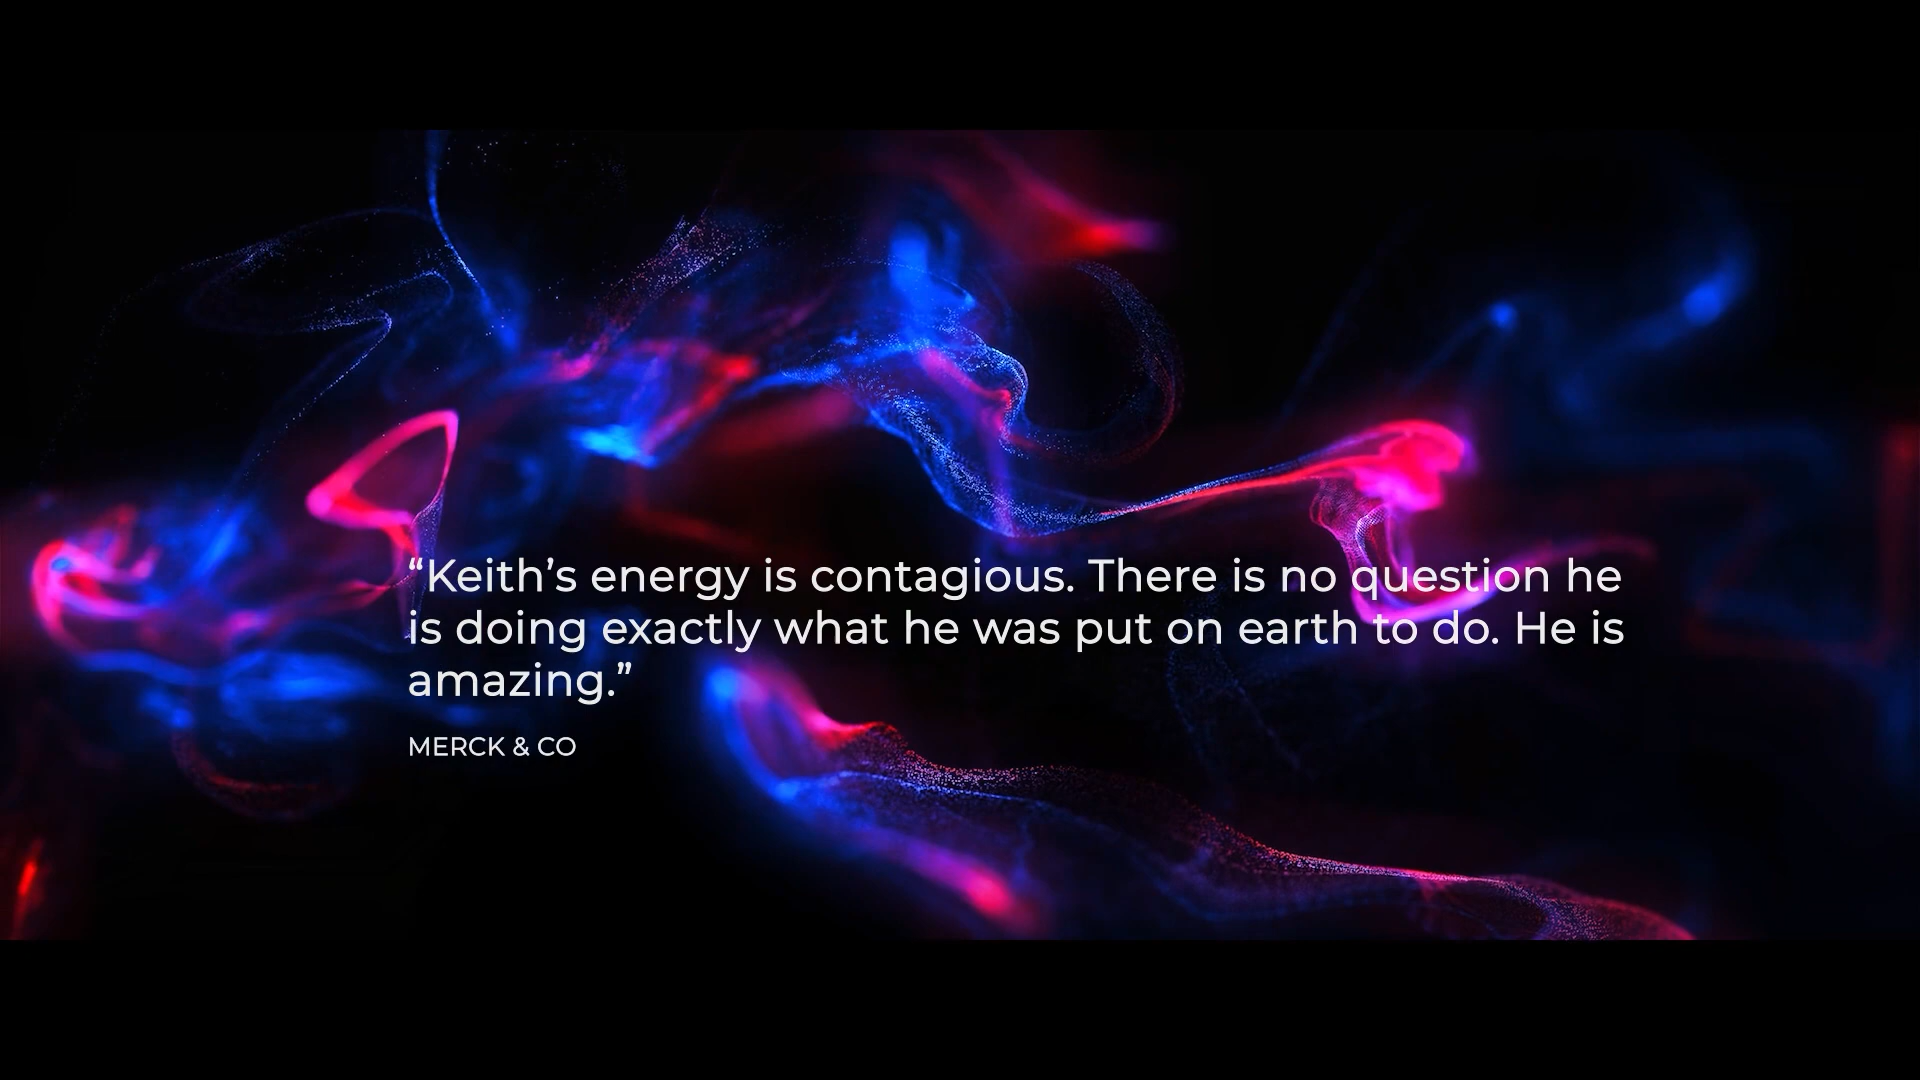 “Keith’s energy is contagious. There is no question he
is doing exactly what he was put on earth to do. He is
amazing.”
MERCK & CO